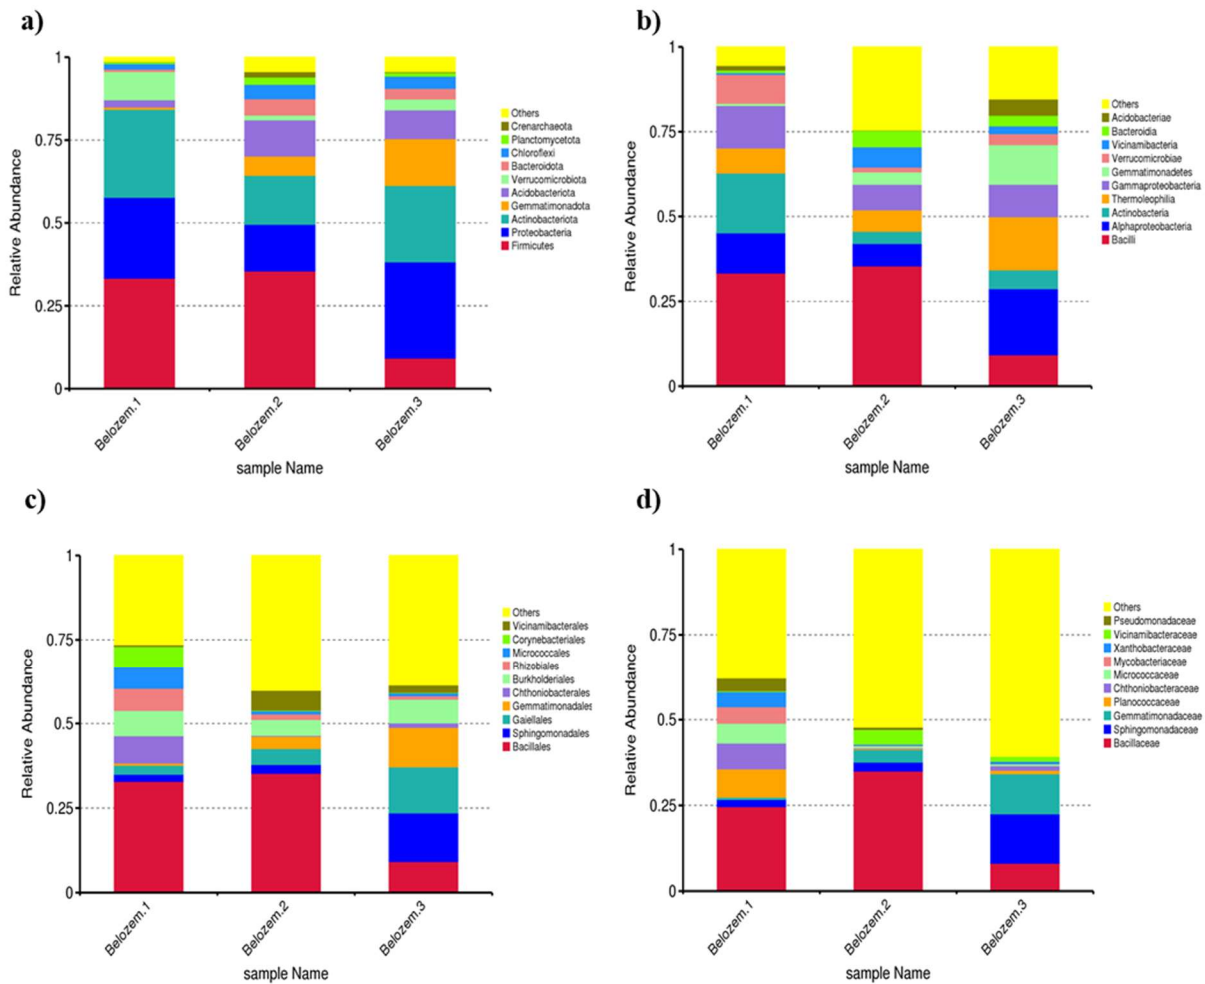 a)
Relative Abundance
1
0.75
0.5
0.25
0
Belozem.1
Belozem.2
Belozem.3
sample Name
Others
Crenarchaeota
Planctomycetota
Chloroflexi
Bacteroidota
Verrucomicrobiota
Acidobacteriota
Gemmatimonadota
Actinobacteriota
Proteobacteria
Firmicutes
b)
Relative Abundance
1
0.75
0.5
0.25
0
Belozem.1
Belozem.2
Belozem.3
sample Name
Others
Acidobacteriae
Bacteroidia
Vicinamibacteria
Verrucomicrobiae
Gemmatimonadetes
Gammaproteobacteria
Thermoleophilia
Actinobacteria
Alphaproteobacteria
Bacilli
c)
Relative Abundance
1
0.75
0.5
0.25
0
Belozem.1
Belozem.2
Belozem.3
sample Name
Others
Vicinamibacterales
Corynebacteriales
Micrococcales
Rhizobiales
Burkholderiales
Chthoniobacterales
Gemmatimonadales
Gaiellales
Sphingomonadales
Bacillales
d)
Relative Abundance
1
0.75
0.5
0.25
0
Belozem.1
Belozem.2
Belozem.3
sample Name
Others
Pseudomonadaceae
Vicinamibacteraceae
Xanthobacteraceae
Mycobacteriaceae
Micrococcaceae
Chthoniobacteraceae
Planococcaceae
Gemmatimonadaceae
Sphingomonadaceae
Bacillaceae